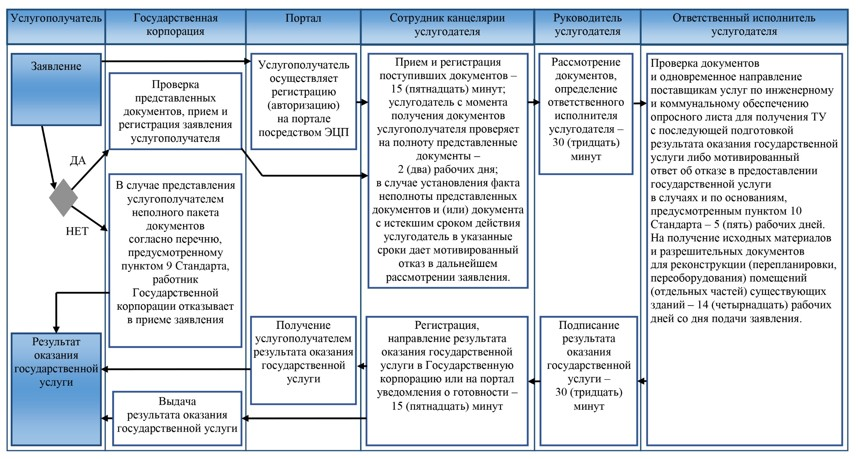 Услугополучатель
Государственная
корпорация
Портал
Сотрудник канцелярии
услугодателя
Руководитель
услугодателя
Ответственный исполнитель
услугодателя
Заявление
ДА
НЕТ
Проверка
представленных
документов, прием и
регистрация заявления
услугополучателя
В случае представления
услугополучателем
неполного пакета
документов
согласно перечню,
предусмотренному
пунктом 9 Стандарта,
работник
Государственной
корпорации отказывает
в приеме заявления
Услугополучатель
осуществляет
регистрацию
(авторизацию)
на портале
посредством ЭЦП
Прием и регистрация
поступивших документов –
15 (пятнадцать) минут;
услугодатель с момента
получения документов
услугополучателя проверяет
на полноту представленные
документы –
2 (два) рабочих дня;
в случае установления факта
неполноты представленных
документов и (или) документа
с истекшим сроком действия
услугодатель в указанные
сроки дает мотивированный
отказ в дальнейшем
рассмотрении заявления.
Рассмотрение
документов,
определение
ответственного
исполнителя
услугодателя –
30 (тридцать)
минут
Проверка документов
и одновременное направление
поставщикам услуг по инженерному
и коммунальному обеспечению
опросного листа для получения ТУ
с последующей подготовкой
результата оказания государственной
услуги либо мотивированный
ответ об отказе в предоставлении
государственной услуги
в случаях и по основаниям,
предусмотренным пунктом 10
Стандарта – 5 (пять) рабочих дней.
На получение исходных материалов
и разрешительных документов
для реконструкции (перепланировки,
переоборудования) помещений
(отдельных частей) существующих
зданий – 14 (четырнадцать) рабочих
дней со дня подачи заявления.
Результат
оказания
государственной
услуги
Выдача
результата оказания
государственной услуги
Получение
услугополучателем
результата оказания
государственной
услуги
Регистрация,
направление результата
оказания государственной
услуги в Государственную
корпорацию или на портал
уведомления о готовности –
15 (пятнадцать) минут
Подписание
результата
оказания
государственной
услуги –
30 (тридцать)
минут